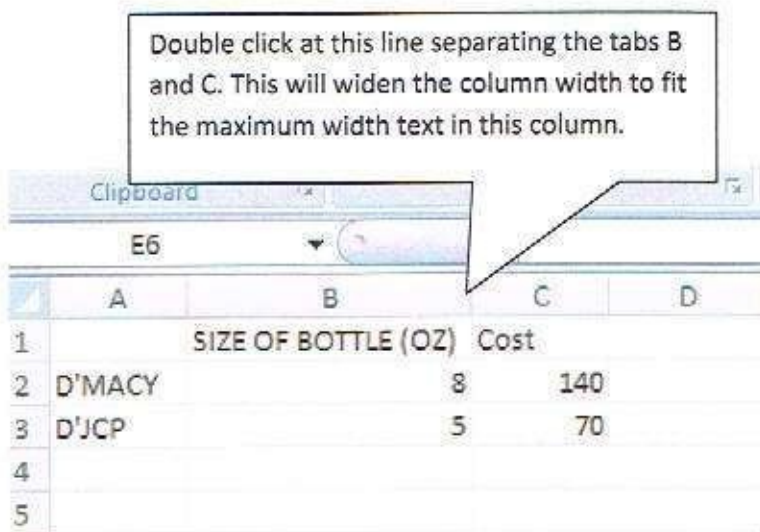 Double click at this line separating the tabs B
and C. This will widen the column width to fit
the maximum width text in this column.
Clipboard
E6
A B C D
1 SIZE OF BOTTLE (OZ) Cost
2 D'MACY 8 140
3 D'JCP 5 70
4
5